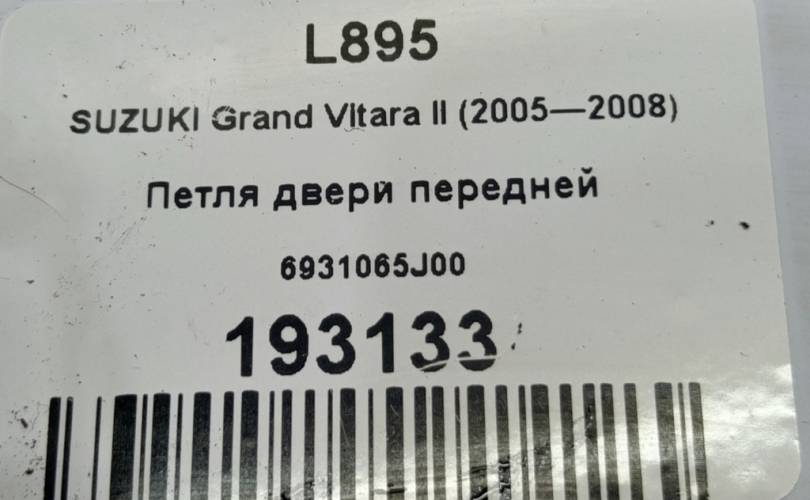 L895
SUZUKI Grand Vitara II (2005—2008)
Петля двери передней
6931065J00
193133